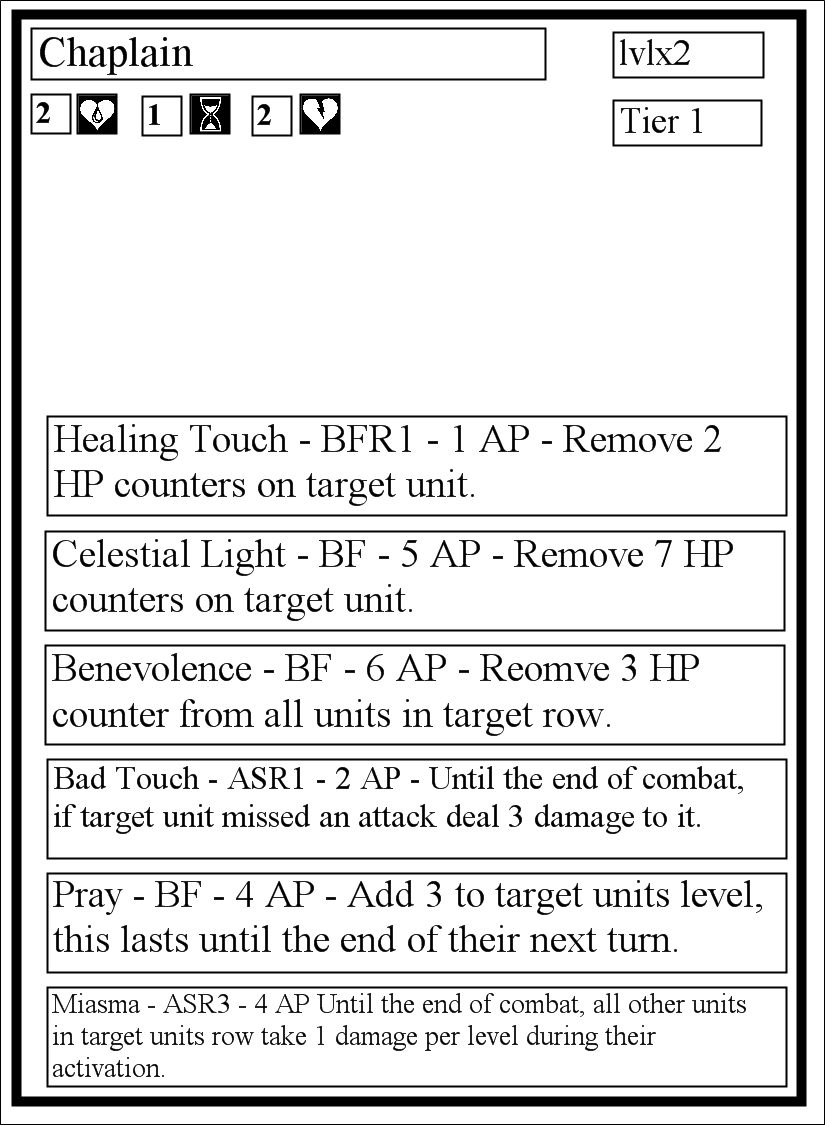 Chaplain
lvlx2
2 1 2
Tier 1
Healing Touch - BFR1 - 1 AP - Remove 2
HP counters on target unit.
Celestial Light - BF - 5 AP - Remove 7 HP
counters on target unit.
Benevolence - BF - 6 AP - Reomve 3 HP
counter from all units in target row.
Bad Touch - ASR1 - 2 AP - Until the end of combat,
if target unit missed an attack deal 3 damage to it.
Pray - BF - 4 AP - Add 3 to target units level,
this lasts until the end of their next turn.
Miasma - ASR3 - 4 AP Until the end of combat, all other units
in target units row take 1 damage per level during their
activation.